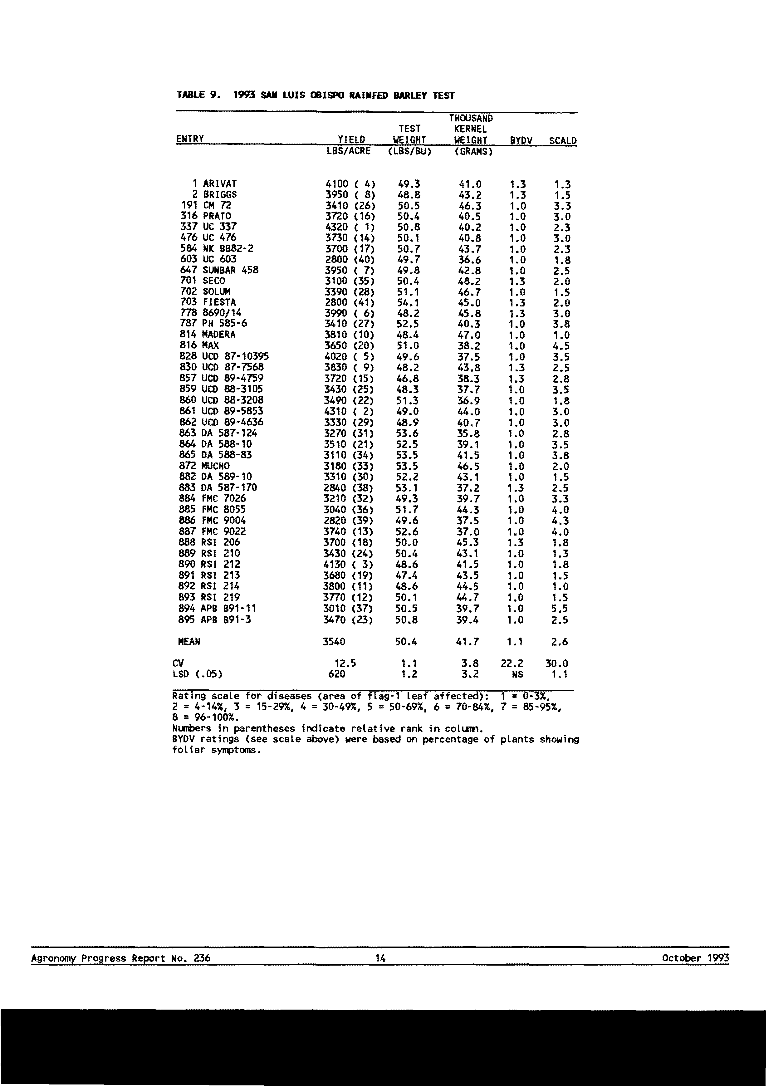 TABLE 9. 1993 SAN LUIS OBISPO RAINFED BARLEY TEST
THOUSAND
TEST KERNEL
ENTRY YIELD WEIGHT WEIGHT BYDV SCALD
LBS/ACRE (LBS/BU) (GRAMS)
1 ARIVAT 4100 ( 4) 49.3 41.0 1.3 1.3
2 BRIGGS 3950 ( 8) 48.8 43.2 1.3 1.5
191 CM 72 3410 (26) 50.5 46.3 1.0 3.3
316 PRATO 3720 (16) 50.4 40.5 1.0 3.0
337 UC 337 4320 ( 1) 50.8 40.2 1.0 2.3
476 UC 476 3730 (14) 50.1 40.8 1.0 3.0
584 NK 8882-2 3700 (17) 50.7 43.7 1.0 2.3
603 UC 603 2800 (40) 49.7 36.6 1.0 1.8
647 SUNBAR 458 3950 ( 7) 49.8 42.8 1.0 2.5
701 SECO 3100 (35) 50.4 48.2 1.3 2.0
702 SOLUM 3390 (28) 51.1 46.7 1.0 1.5
703 FIESTA 2800 (41) 54.1 45.0 1.3 2.0
778 8690/14 3990 ( 6) 48.2 45.8 1.3 3.0
787 PH 585-6 3410 (27) 52.5 40.3 1.0 3.8
814 MADERA 3810 (10) 48.4 47.0 1.0 1.0
816 MAX 3650 (20) 51.0 38.2 1.0 4.5
828 UCD 87-10395 4020 ( 5) 49.6 37.5 1.0 3.5
830 UCD 87-7568 3830 ( 9) 48.2 43.8 1.3 2.5
857 UCD 89-4759 3720 (15) 46.8 38.3 1.3 2.8
859 UCD 88-3105 3430 (25) 48.3 37.7 1.0 3.5
860 UCD 88-3208 3490 (22) 51.3 36.9 1.0 1.8
861 UCD 89-5853 4310 ( 2) 49.0 44.0 1.0 3.0
862 UCD 89-4636 3330 (29) 48.9 40.7 1.0 3.0
863 DA 587-124 3270 (31) 53.6 35.8 1.0 2.8
864 DA 588-10 3510 (21) 52.5 39.1 1.0 3.5
865 DA 588-83 3110 (34) 53.5 41.5 1.0 3.8
872 MUCHO 3180 (33) 53.5 46.5 1.0 2.0
882 DA 589-10 3310 (30) 52.2 43.1 1.0 1.5
883 DA 587-170 2840 (38) 53.1 37.2 1.3 2.5
884 FMC 7026 3210 (32) 49.3 39.7 1.0 3.3
885 FMC 8055 3040 (36) 51.7 44.3 1.0 4.0
886 FMC 9004 2820 (39) 49.6 37.5 1.0 4.3
887 FMC 9022 3740 (13) 52.6 37.0 1.0 4.0
888 RSI 206 3700 (18) 50.0 45.3 1.3 1.8
889 RSI 210 3430 (24) 50.4 43.1 1.0 1.3
890 RSI 212 4130 ( 3) 48.6 41.5 1.0 1.8
891 RSI 213 3680 (19) 47.4 43.5 1.0 1.5
892 RSI 214 3800 (11) 48.6 44.5 1.0 1.0
893 RSI 219 3770 (12) 50.1 44.7 1.0 1.5
894 APB 891-11 3010 (37) 50.5 39.7 1.0 5.5
895 APB 891-3 3470 (23) 50.8 39.4 1.0 2.5
MEAN 3540 50.4 41.7 1.1 2.6
CV 12.5 1.1 3.8 22.2 30.0
LSD (.05) 620 1.2 3.2 NS 1.1
Rating scale for diseases (area of flag-1 leaf affected): 1 = 0-3%,
2 = 4-14%, 3 = 15-29%, 4 = 30-49%, 5 = 50-69%, 6 = 70-84%, 7 = 85-95%,
8 = 96-100%.
Numbers in parentheses indicate relative rank in column.
BYDV ratings (see scale above) were based on percentage of plants showing
foliar symptoms.
Agronomy Progress Report No. 236 14 October 1993